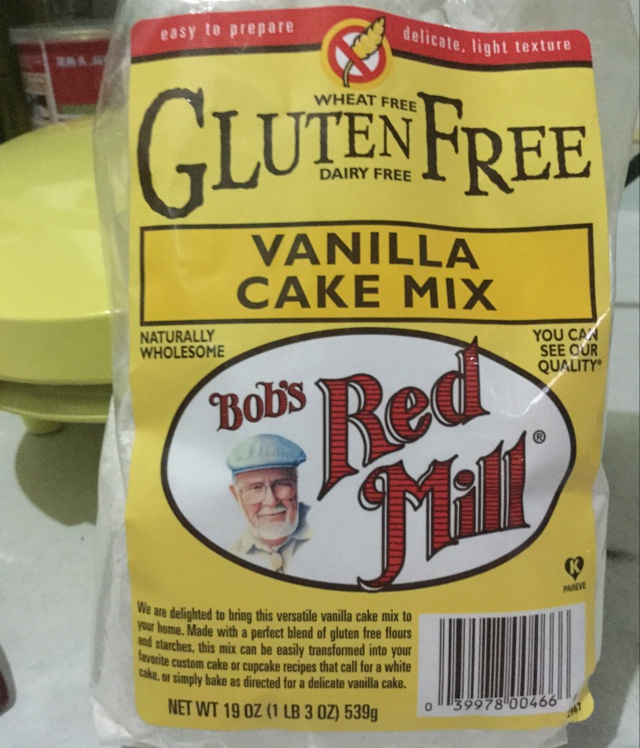 easy to prepare
delicate, light texture
WHEAT FREE
GLUTEN FREE
DAIRY FREE
VANILLA
CAKE MIX
NATURALLY
WHOLESOME
YOU CAN
SEE OUR
QUALITY®
Bob's
Red
Mill®
K
PAREVE
We are delighted to bring this versatile vanilla cake mix to
your home. Made with a perfect blend of gluten free flours
and starches, this mix can be easily transformed into your
favorite custom cake or cupcake recipes that call for a white
cake, or simply bake as directed for a delicate vanilla cake.
NET WT 19 OZ (1 LB 3 OZ) 539g
0 39978 00466